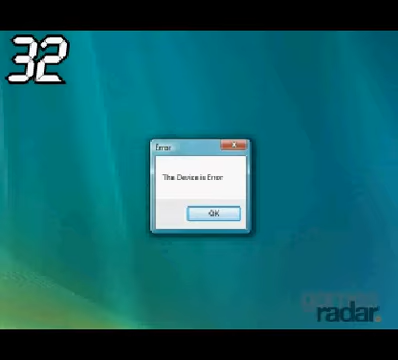 32
Error
The Device is Error
OK
radar.